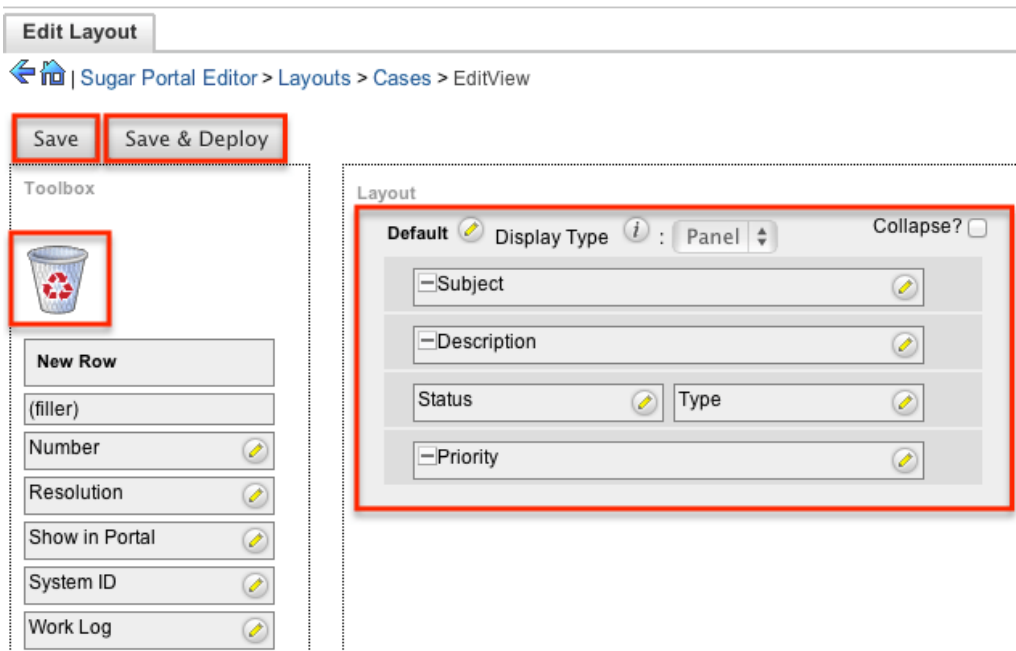 Edit Layout
| Sugar Portal Editor > Layouts > Cases > EditView
Save
Save & Deploy
Toolbox
New Row
(filler)
Number
Resolution
Show in Portal
System ID
Work Log
Layout
Default Display Type i : Panel Collapse?
Subject
Description
Status Type
Priority